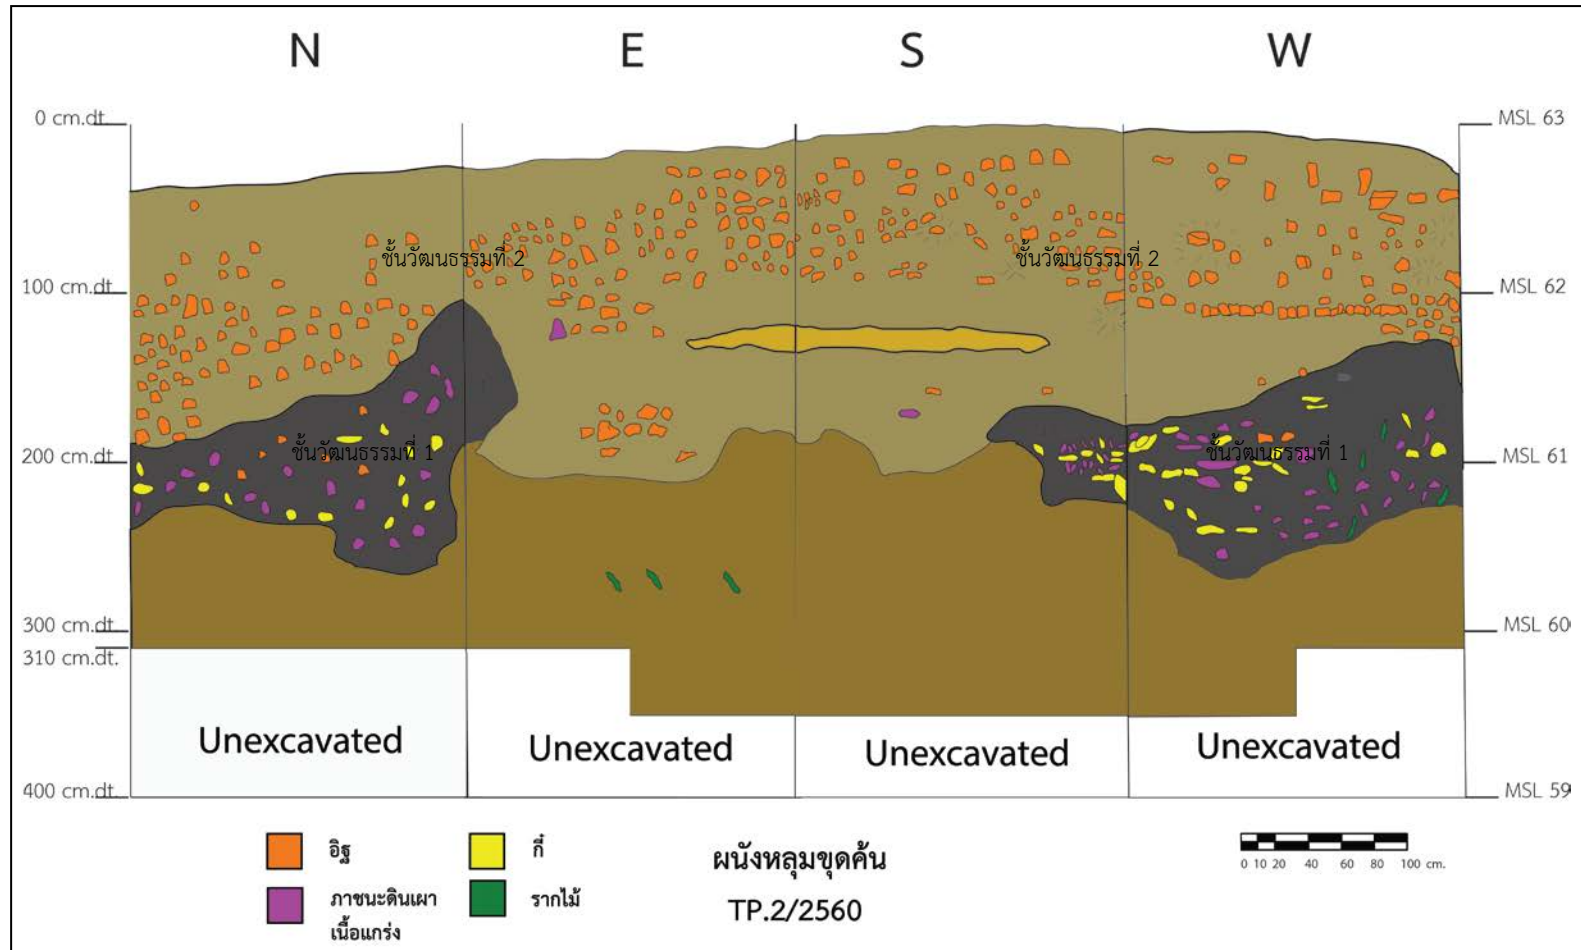 N E S W
0 cm.dt. MSL 63
ชั้นวัฒนธรรมที่ 2 ชั้นวัฒนธรรมที่ 2
100 cm.dt. MSL 62
ชั้นวัฒนธรรมที่ 1 ชั้นวัฒนธรรมที่ 1
200 cm.dt. MSL 61
300 cm.dt. MSL 60
310 cm.dt.
Unexcavated Unexcavated Unexcavated Unexcavated
400 cm.dt. MSL 59
อิฐ กี๋
ภาชนะดินเผา รากไม้
เนื้อแกร่ง
ผนังหลุมขุดค้น
TP.2/2560
0 10 20 40 60 80 100 cm.